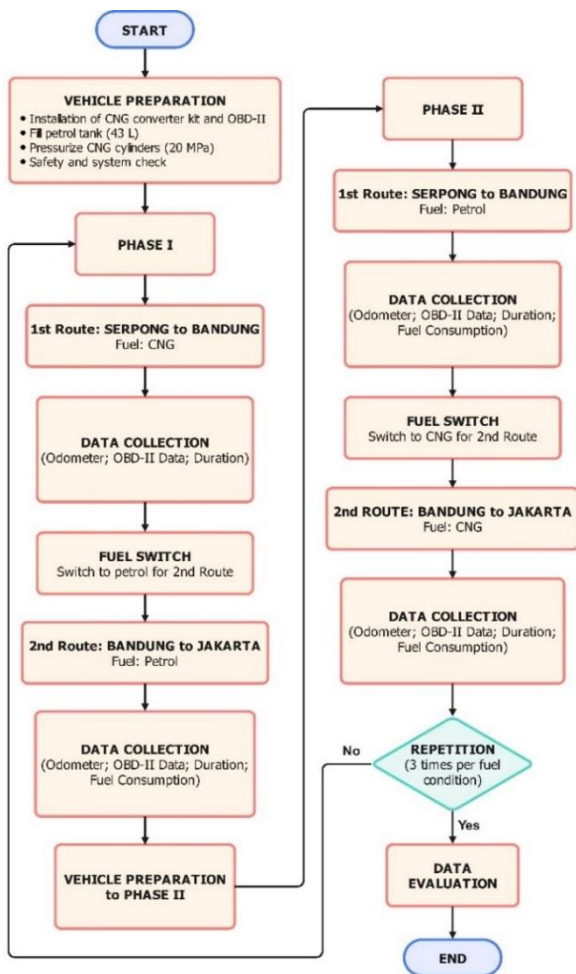 START
VEHICLE PREPARATION
• Installation of CNG converter kit and OBD-II
• Fill petrol tank (43 L)
• Pressurize CNG cylinders (20 MPa)
• Safety and system check
PHASE I
1st Route: SERPONG to BANDUNG
Fuel: CNG
DATA COLLECTION
(Odometer; OBD-II Data; Duration)
FUEL SWITCH
Switch to petrol for 2nd Route
2nd Route: BANDUNG to JAKARTA
Fuel: Petrol
DATA COLLECTION
(Odometer; OBD-II Data; Duration;
Fuel Consumption)
VEHICLE PREPARATION
to PHASE II
PHASE II
1st Route: SERPONG to BANDUNG
Fuel: Petrol
DATA COLLECTION
(Odometer; OBD-II Data; Duration;
Fuel Consumption)
FUEL SWITCH
Switch to CNG for 2nd Route
2nd ROUTE: BANDUNG to JAKARTA
Fuel: CNG
DATA COLLECTION
(Odometer; OBD-II Data; Duration;
Fuel Consumption)
REPETITION
(3 times per fuel
condition)
No
Yes
DATA
EVALUATION
END